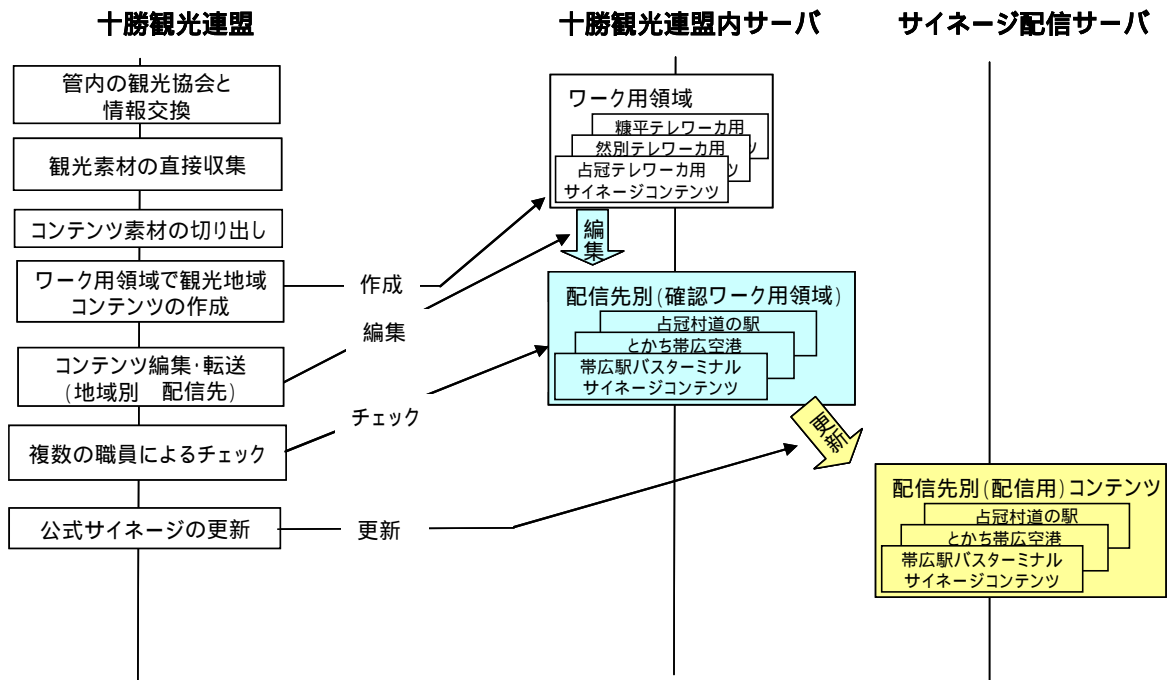 十勝観光連盟
十勝観光連盟内サーバ
サイネージ配信サーバ
管内の観光協会と
情報交換
観光素材の直接収集
コンテンツ素材の切り出し
ワーク用領域で観光地域
コンテンツの作成
コンテンツ編集・転送
(地域別 配信先)
複数の職員によるチェック
公式サイネージの更新
作成
編集
チェック
更新
ワーク用領域
糠平テレワーカ用
然別テレワーカ用
ツ
占冠テレワーカ用
ツ
サイネージコンテンツ
編集
配信先別(確認ワーク用領域)
占冠村道の駅
とかち帯広空港
帯広駅バスターミナル
サイネージコンテンツ
更新
配信先別(配信用)コンテンツ
占冠村道の駅
とかち帯広空港
帯広駅バスターミナル
サイネージコンテンツ